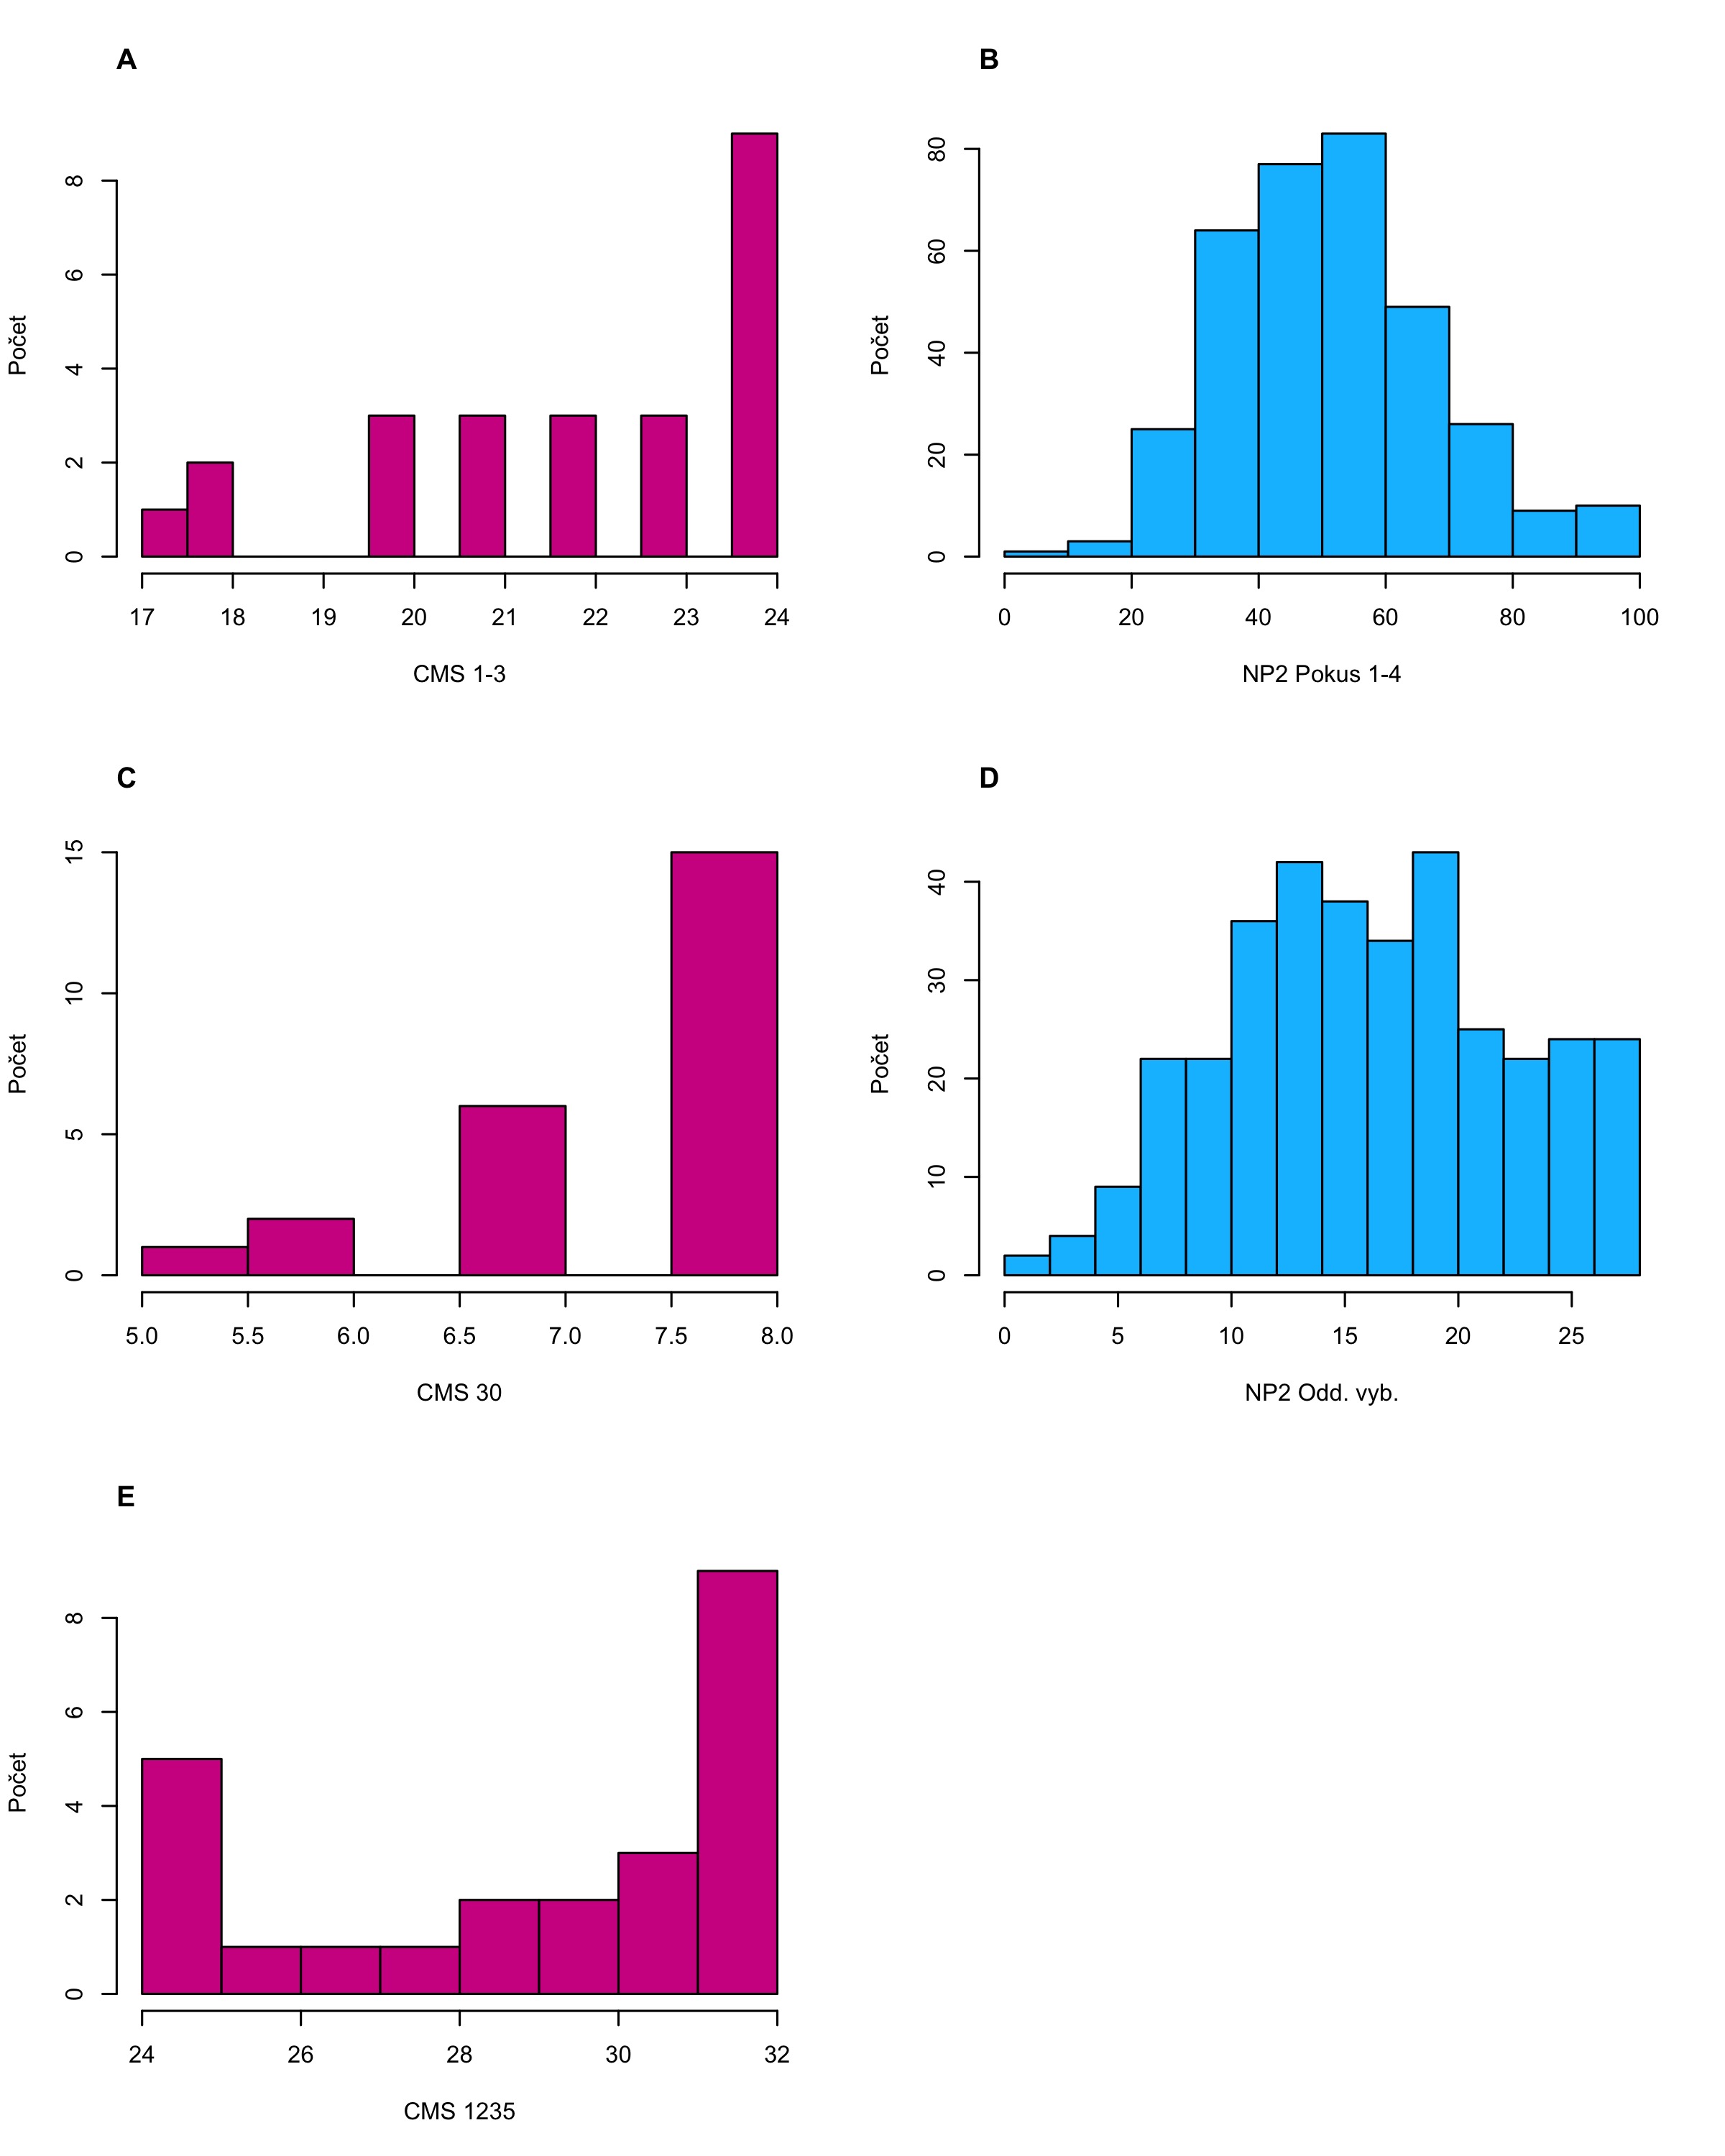 A
Počet
8
6
4
2
0
17 18 19 20 21 22 23 24
CMS 1-3
B
Počet
80
60
40
20
0
0 20 40 60 80 100
NP2 Pokus 1-4
C
Počet
15
10
5
0
5.0 5.5 6.0 6.5 7.0 7.5 8.0
CMS 30
D
Počet
40
30
20
10
0
0 5 10 15 20 25
NP2 Odd. vyb.
E
Počet
8
6
4
2
0
24 26 28 30 32
CMS 1235